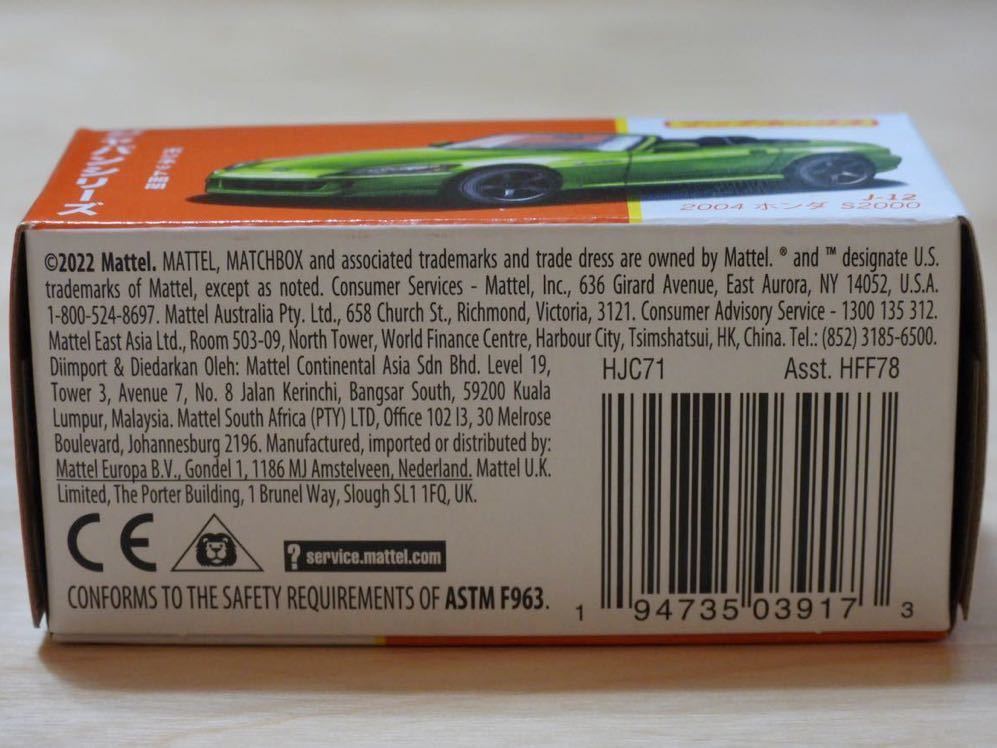 J-12
2004 ホンダ S2000
©2022 Mattel. MATTEL, MATCHBOX and associated trademarks and trade dress are owned by Mattel. ® and ™ designate U.S.
trademarks of Mattel, except as noted. Consumer Services - Mattel, Inc., 636 Girard Avenue, East Aurora, NY 14052, U.S.A.
1-800-524-8697. Mattel Australia Pty. Ltd., 658 Church St., Richmond, Victoria, 3121. Consumer Advisory Service - 1300 135 312.
Mattel East Asia Ltd., Room 503-09, North Tower, World Finance Centre, Harbour City, Tsimshatsui, HK, China. Tel.: (852) 3185-6500.
Diimport & Diedarkan Oleh: Mattel Continental Asia Sdn Bhd. Level 19,
Tower 3, Avenue 7, No. 8 Jalan Kerinchi, Bangsar South, 59200 Kuala
Lumpur, Malaysia. Mattel South Africa (PTY) LTD, Office 102 I3, 30 Melrose
Boulevard, Johannesburg 2196. Manufactured, imported or distributed by:
Mattel Europa B.V., Gondel 1, 1186 MJ Amstelveen, Nederland. Mattel U.K.
Limited, The Porter Building, 1 Brunel Way, Slough SL1 1FQ, UK.
HJC71 Asst. HFF78
CE
? service.mattel.com
CONFORMS TO THE SAFETY REQUIREMENTS OF ASTM F963.
1 94735 03917 3